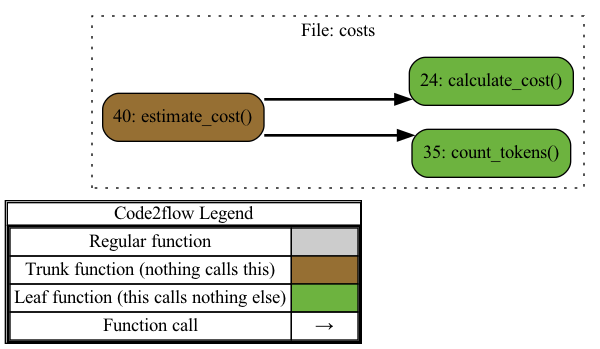 File: costs
24: calculate_cost()
40: estimate_cost()
35: count_tokens()
Code2flow Legend
Regular function
Trunk function (nothing calls this)
Leaf function (this calls nothing else)
Function call →